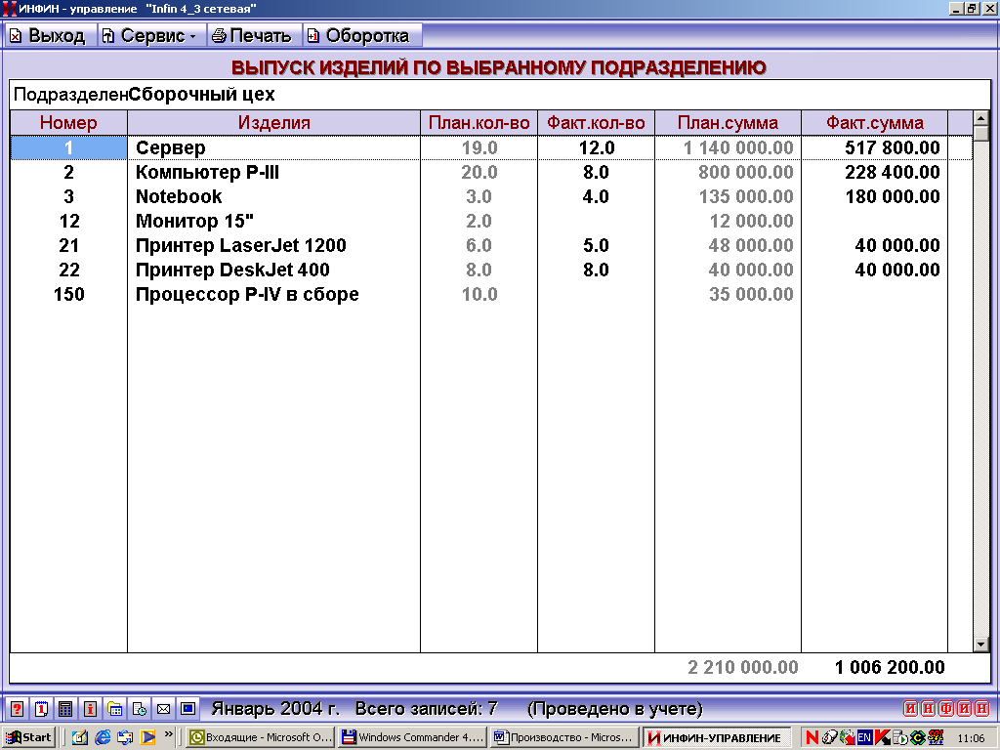 ИНФИН - управление "Infin 4_3 сетевая"
Выход Сервис Печать Оборотка
ВЫПУСК ИЗДЕЛИЙ ПО ВЫБРАННОМУ ПОДРАЗДЕЛЕНИЮ
Подразделен Сборочный цех
Номер Изделия План.кол-во Факт.кол-во План.сумма Факт.сумма
1 Сервер 19.0 12.0 1 140 000.00 517 800.00
2 Компьютер P-III 20.0 8.0 800 000.00 228 400.00
3 Notebook 3.0 4.0 135 000.00 180 000.00
12 Монитор 15" 2.0 12 000.00
21 Принтер LaserJet 1200 6.0 5.0 48 000.00 40 000.00
22 Принтер DeskJet 400 8.0 8.0 40 000.00 40 000.00
150 Процессор P-IV в сборе 10.0 35 000.00
2 210 000.00 1 006 200.00
Январь 2004 г. Всего записей: 7 (Проведено в учете) ИНФИН
Start Входящие - Microsoft O... Windows Commander 4.... Производство - Micros... ИНФИН-УПРАВЛЕНИЕ EN 11:06